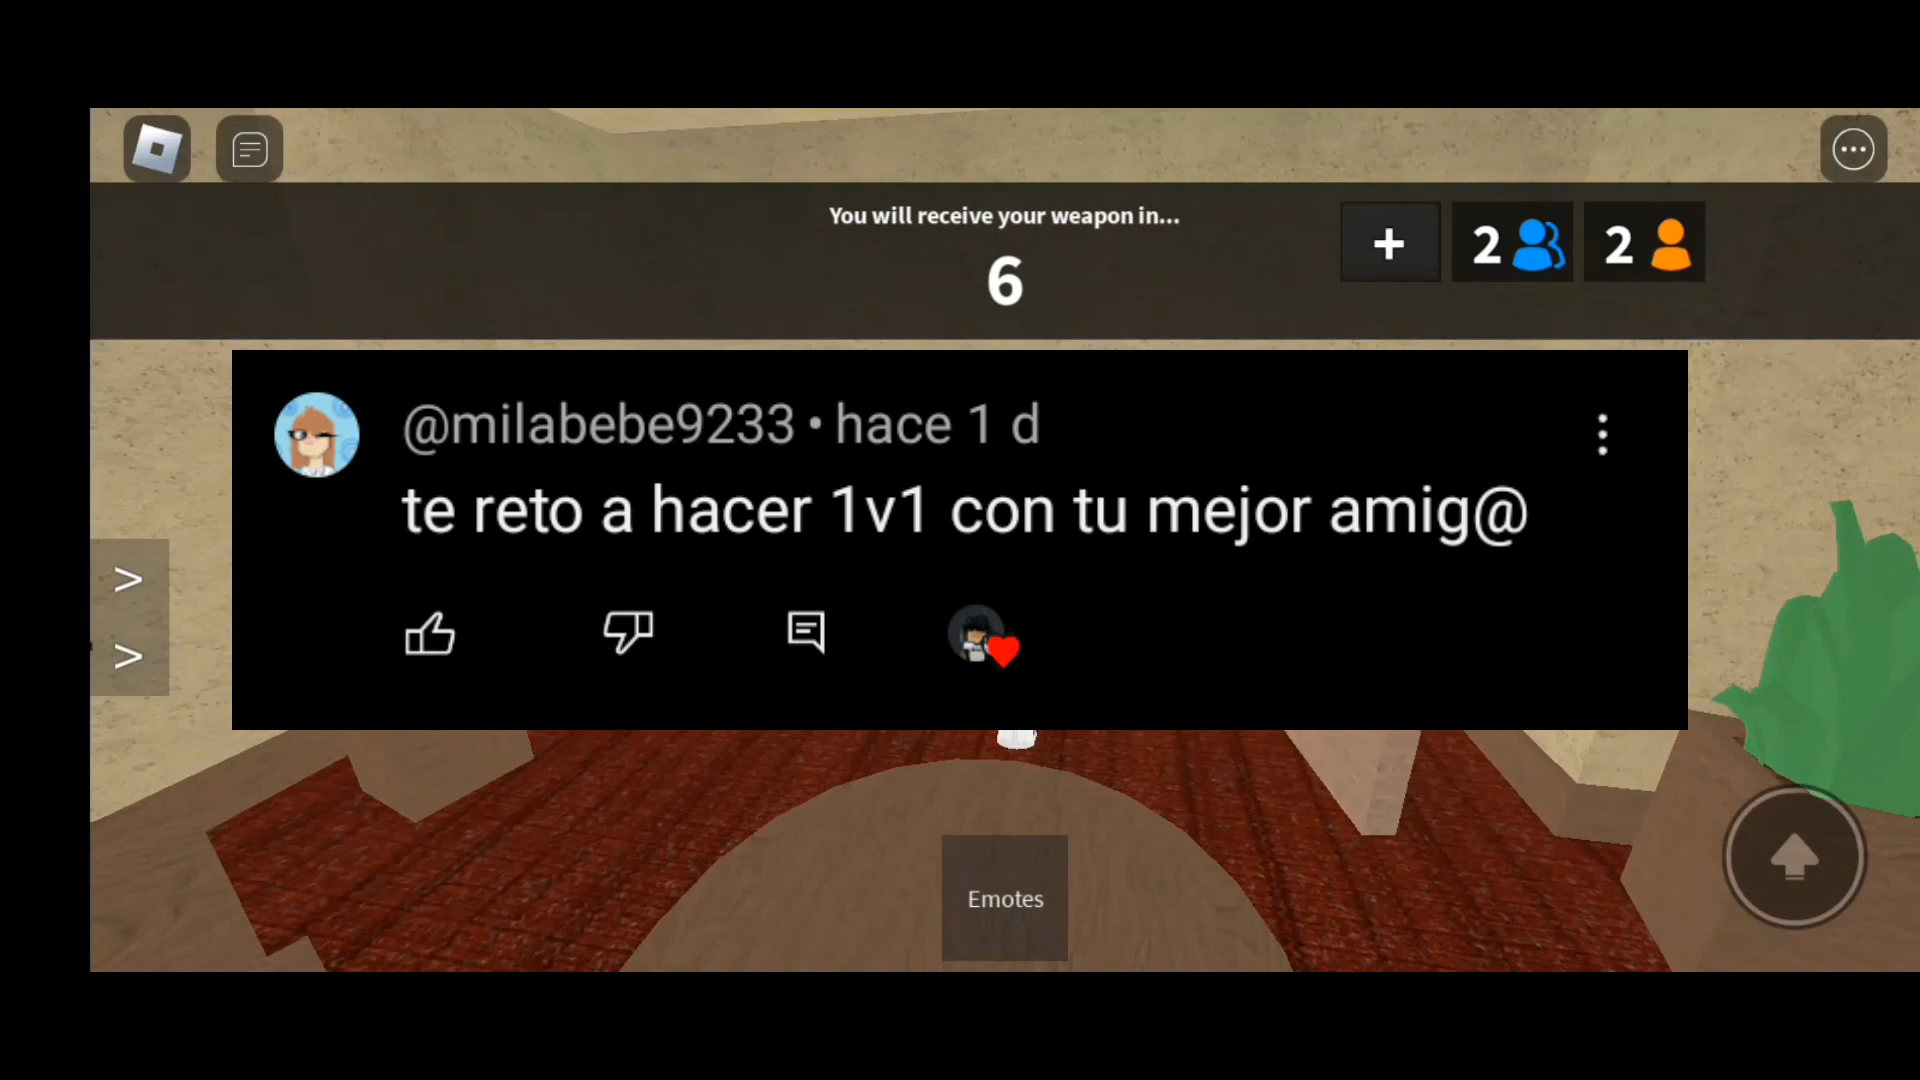 You will receive your weapon in...
6
+
2
2
@milabebe9233 • hace 1 d
te reto a hacer 1v1 con tu mejor amig@
>
>
Emotes